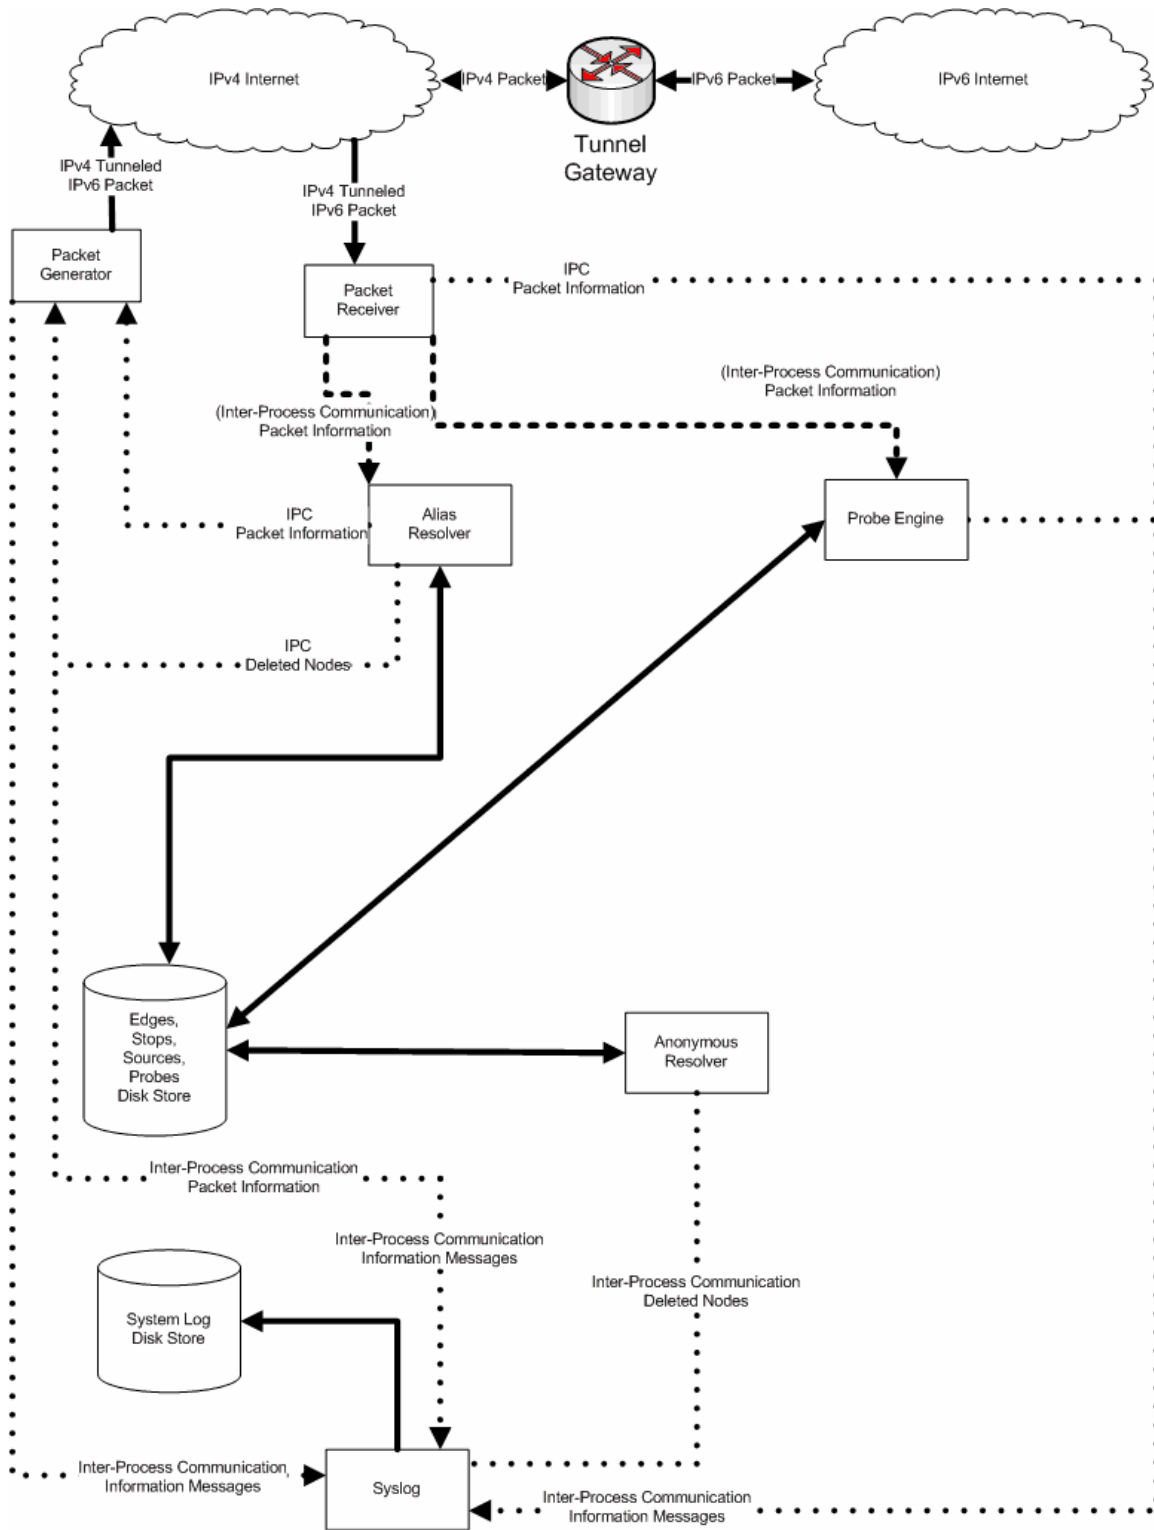 IPv4 Internet
IPv4 Packet
IPv6 Packet
IPv6 Internet
Tunnel
Gateway
IPv4 Tunneled
IPv6 Packet
IPv4 Tunneled
IPv6 Packet
Packet
Generator
Packet
Receiver
IPC
Packet Information
(Inter-Process Communication)
Packet Information
(Inter-Process Communication)
Packet Information
IPC
Packet Information
Alias
Resolver
Probe Engine
IPC
Deleted Nodes
Edges,
Stops,
Sources,
Probes
Disk Store
Anonymous
Resolver
Inter-Process Communication
Packet Information
Inter-Process Communication
Information Messages
Inter-Process Communication
Deleted Nodes
System Log
Disk Store
Inter-Process Communication
Information Messages
Syslog
Inter-Process Communication
Information Messages